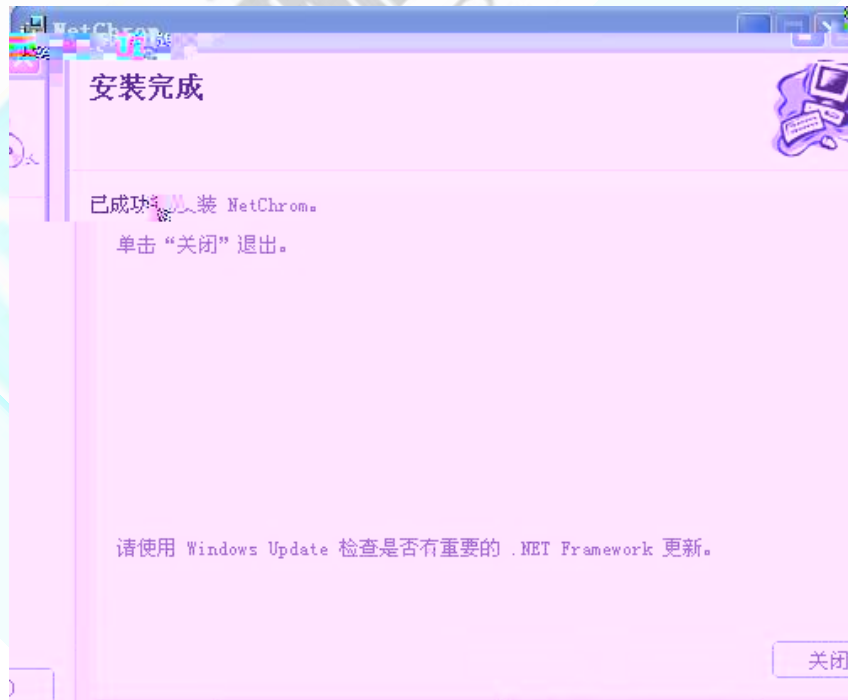 NetChrom
安装完成
已成功安装 NetChrom。
单击“关闭”退出。
请使用 Windows Update 检查是否有重要的 .NET Framework 更新。
关闭